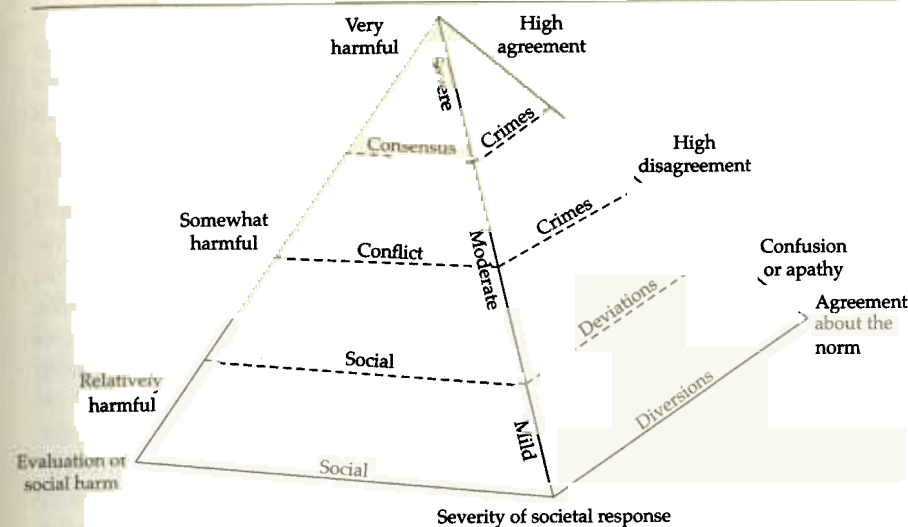 Very
harmful
High
agreement
Severe
Consensus
Crimes
High
disagreement
Somewhat
harmful
Conflict
Crimes
Moderate
Confusion
or apathy
Deviations
Agreement
about the
norm
Social
Relatively
harmful
Diversions
Mild
Evaluation of
social harm
Social
Severity of societal response